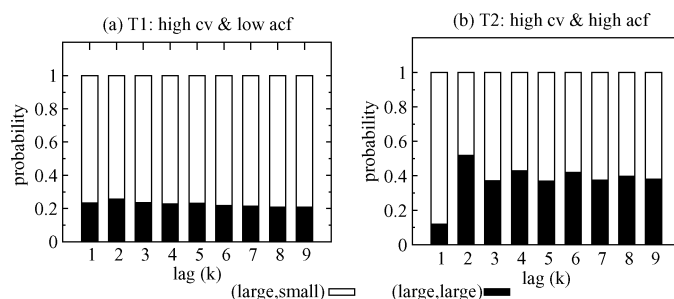 (a) T1: high cv & low acf
1
0.8
0.6
0.4
0.2
0
probability
1 2 3 4 5 6 7 8 9
lag (k)
(b) T2: high cv & high acf
1
0.8
0.6
0.4
0.2
0
probability
1 2 3 4 5 6 7 8 9
lag (k)
(large,small) (large,large)